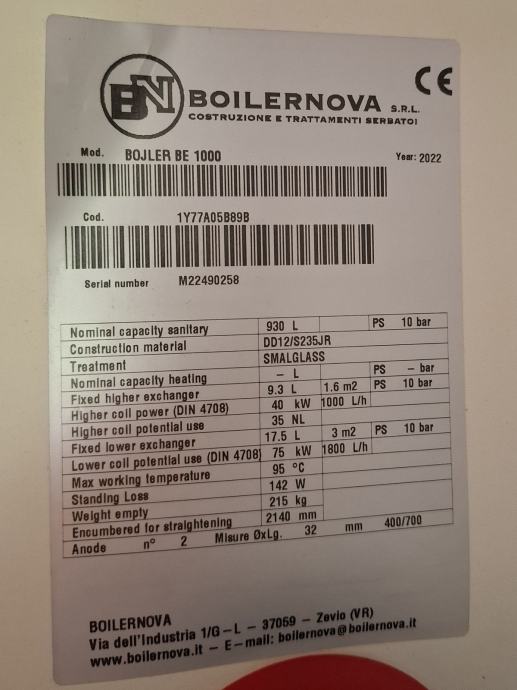 BN BOILERNOVA S.R.L.
COSTRUZIONE E TRATTAMENTI SERBATOI
CE
Mod. BOJLER BE 1000 Year: 2022
Cod. 1Y77A05B89B
Serial number M22490258
Nominal capacity sanitary 930 L PS 10 bar
Construction material DD12/S235JR
Treatment SMALGLASS
Nominal capacity heating – L PS – bar
Fixed higher exchanger 9.3 L 1.6 m2 PS 10 bar
Higher coil power (DIN 4708) 40 kW 1000 L/h
Higher coil potential use 35 NL
Fixed lower exchanger 17.5 L 3 m2 PS 10 bar
Lower coil potential use (DIN 4708) 75 kW 1800 L/h
Max working temperature 95 °C
Standing Loss 142 W
Weight empty 215 kg
Encumbered for straightening 2140 mm
Anode n° 2 Misure ØxLg. 32 mm 400/700
BOILERNOVA
Via dell'Industria 1/G – L – 37059 – Zevio (VR)
www.boilernova.it – E – mail: boilernova@boilernova.it